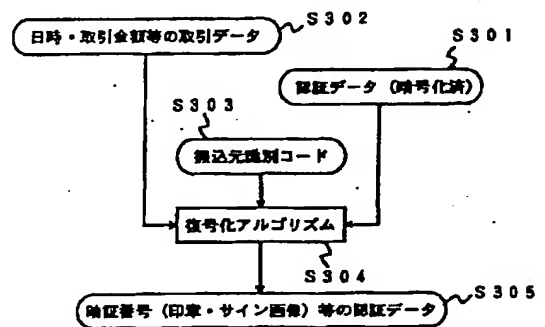 S302
日時・取引金額等の取引データ
S301
認証データ（暗号化済）
S303
振込元識別コード
復号化アルゴリズム
S304
暗証番号（印章・サイン画像）等の認証データ
S305